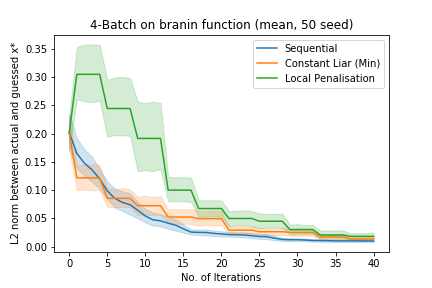 4-Batch on branin function (mean, 50 seed)
L2 norm between actual and guessed x*
0.35
0.30
0.25
0.20
0.15
0.10
0.05
0.00
Sequential
Constant Liar (Min)
Local Penalisation
0 5 10 15 20 25 30 35 40
No. of Iterations